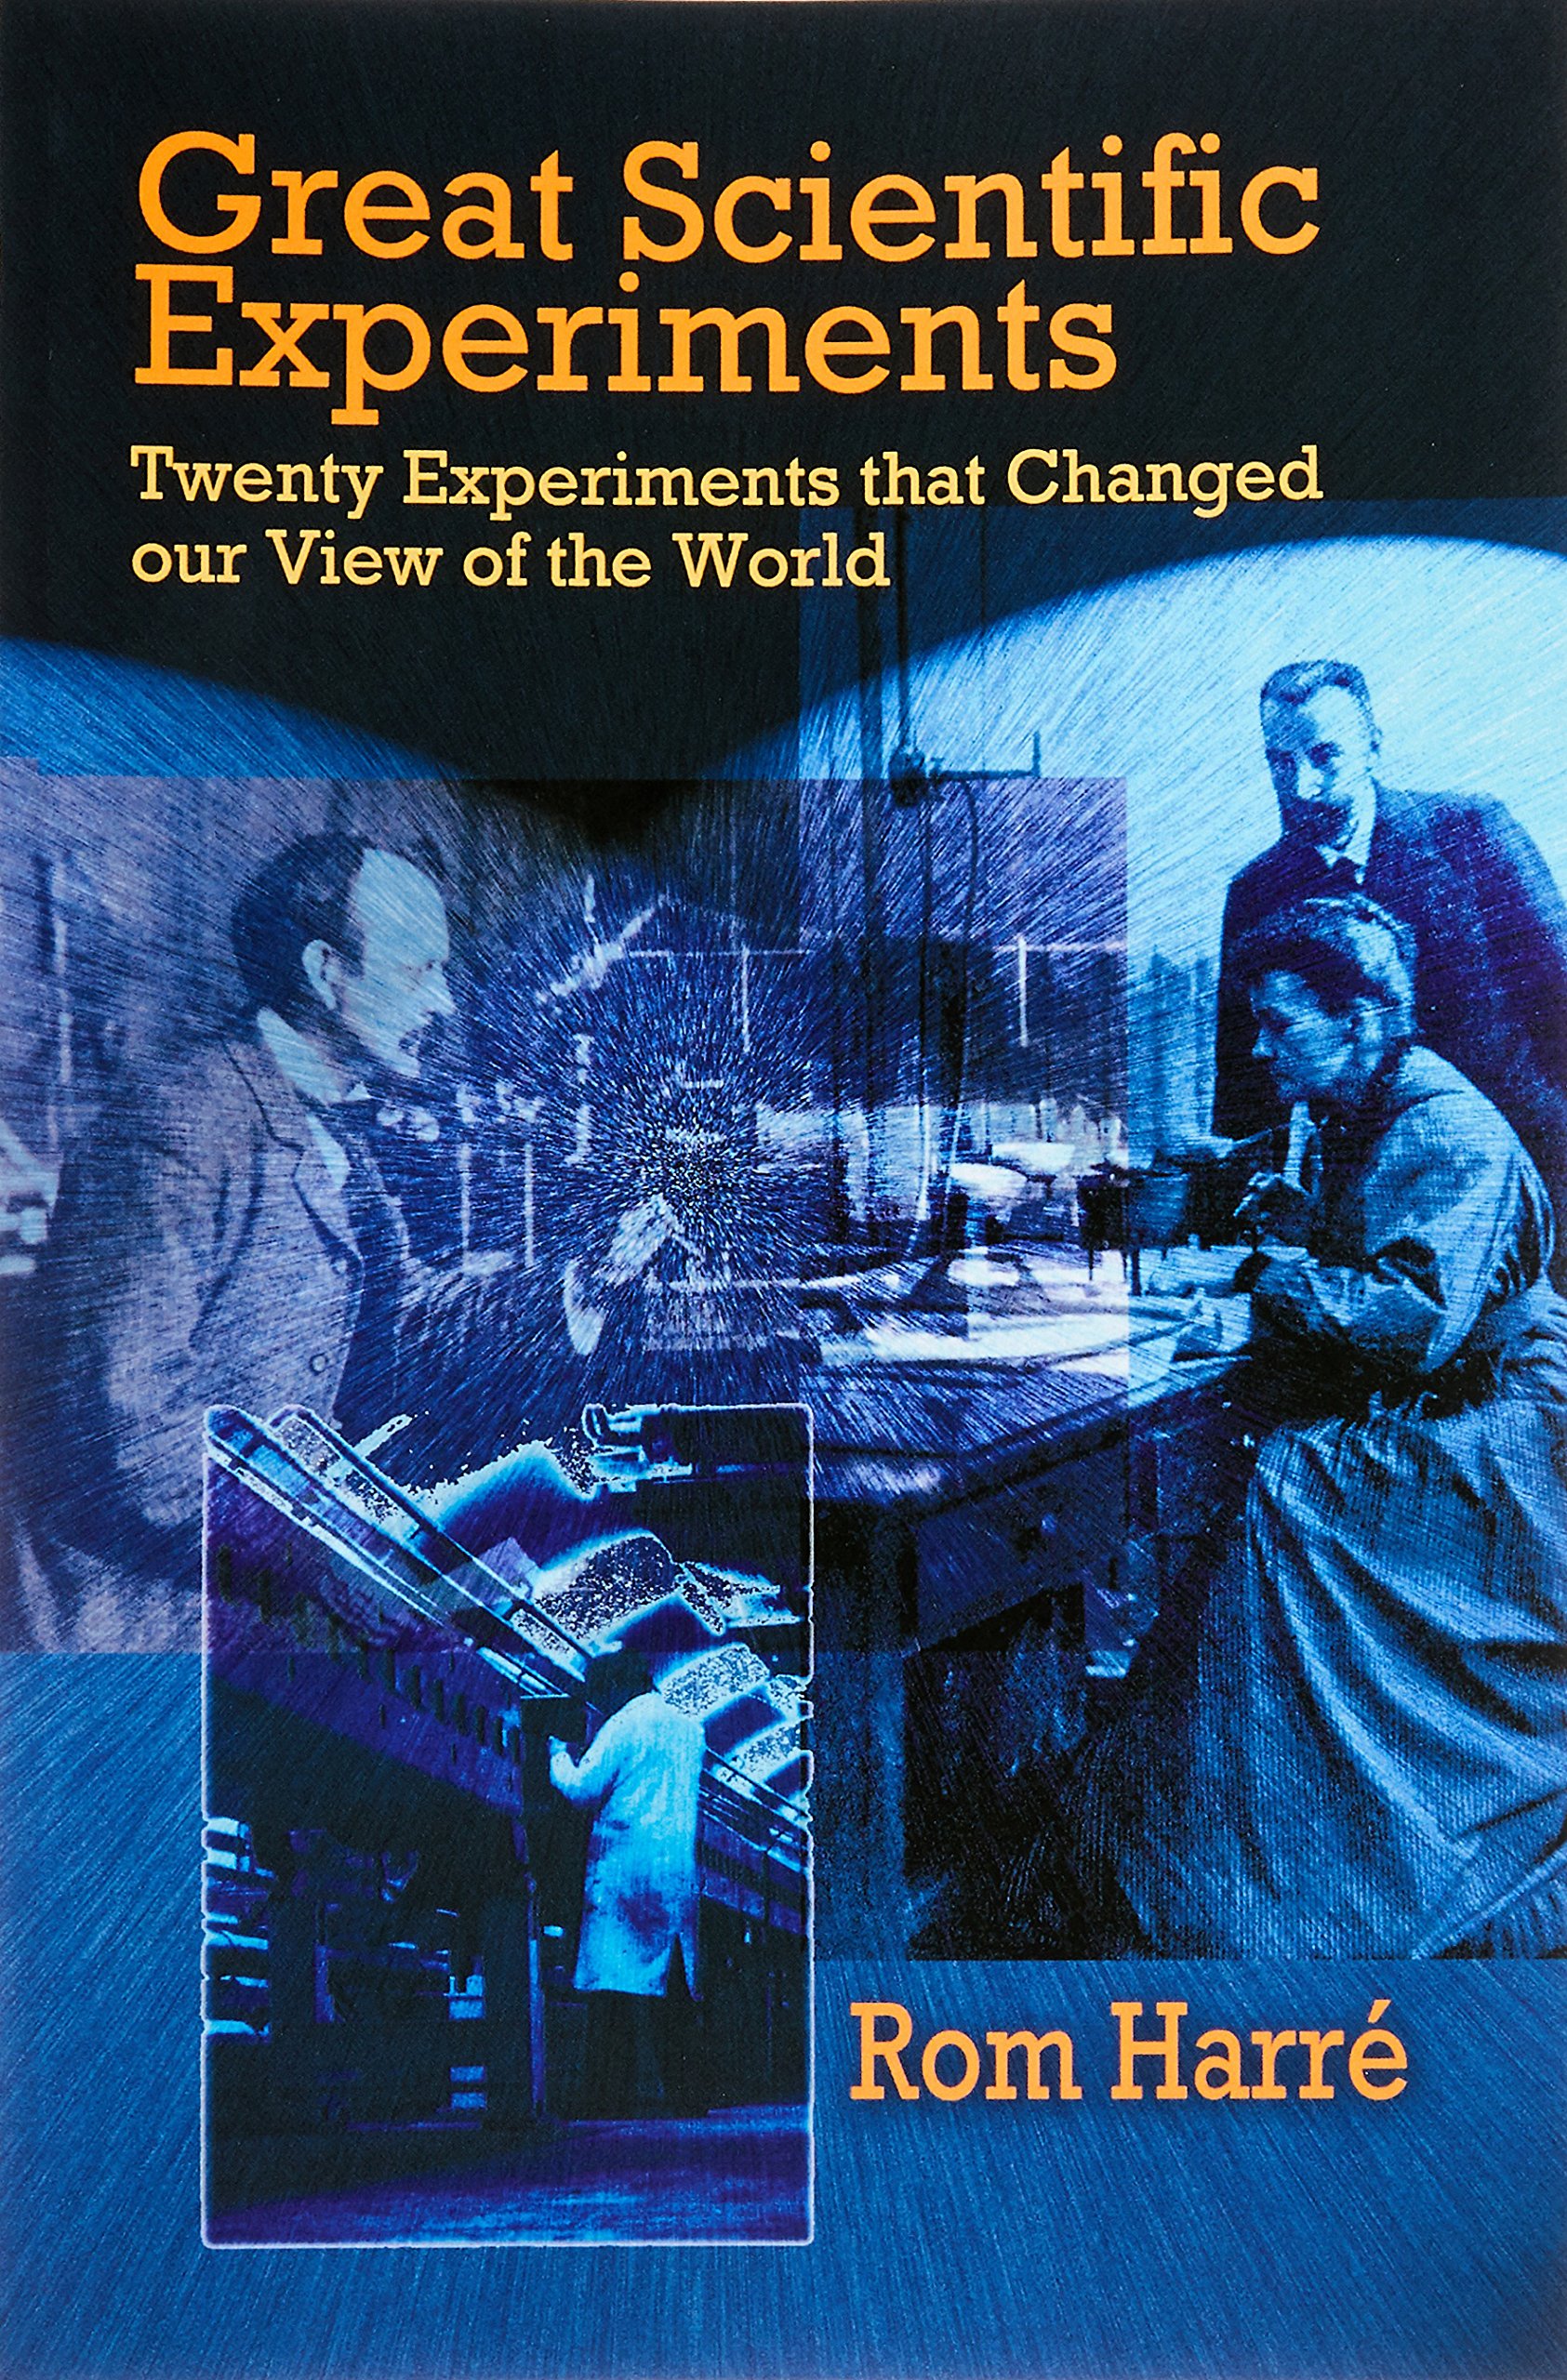 Great Scientific
Experiments
Twenty Experiments that Changed
our View of the World
Rom Harré